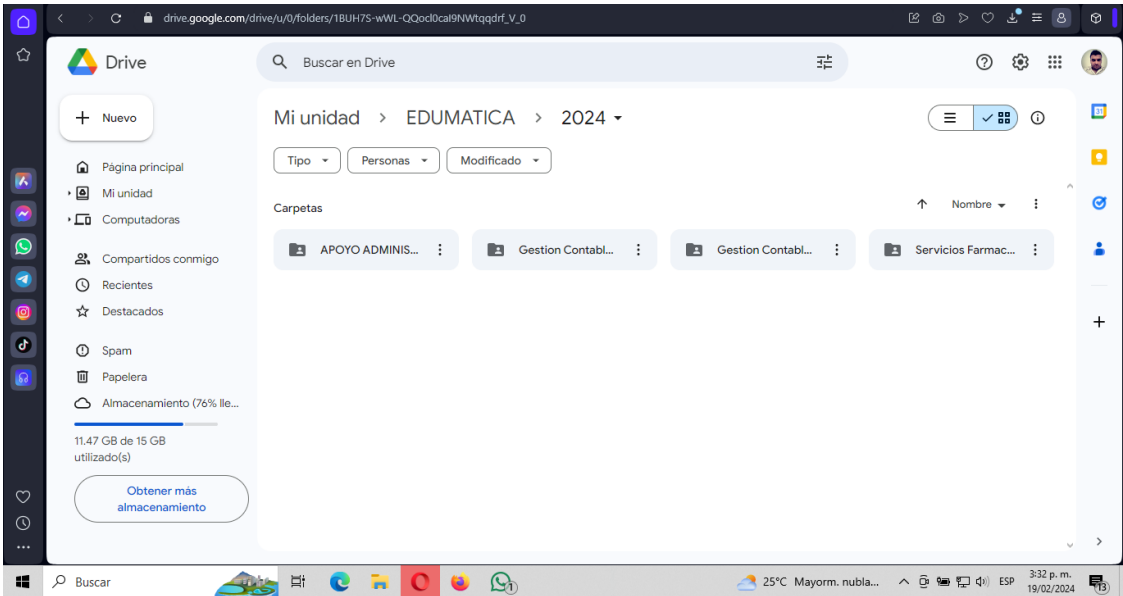 drive.google.com/drive/u/0/folders/1BUH7S-wWL-QQocl0caI9NWtqqdrf_V_0
Drive
Buscar en Drive
Nuevo
Mi unidad > EDUMATICA > 2024
31
Tipo
Personas
Modificado
Página principal
Mi unidad
Computadoras
Carpetas
Nombre
APOYO ADMINIS...
Gestion Contabl...
Gestion Contabl...
Servicios Farmac...
Compartidos conmigo
Recientes
Destacados
Spam
Papelera
Almacenamiento (76% lle...
11.47 GB de 15 GB
utilizado(s)
Obtener más
almacenamiento
Buscar
1
25°C Mayorm. nubla...
ESP
3:32 p. m.
19/02/2024
13